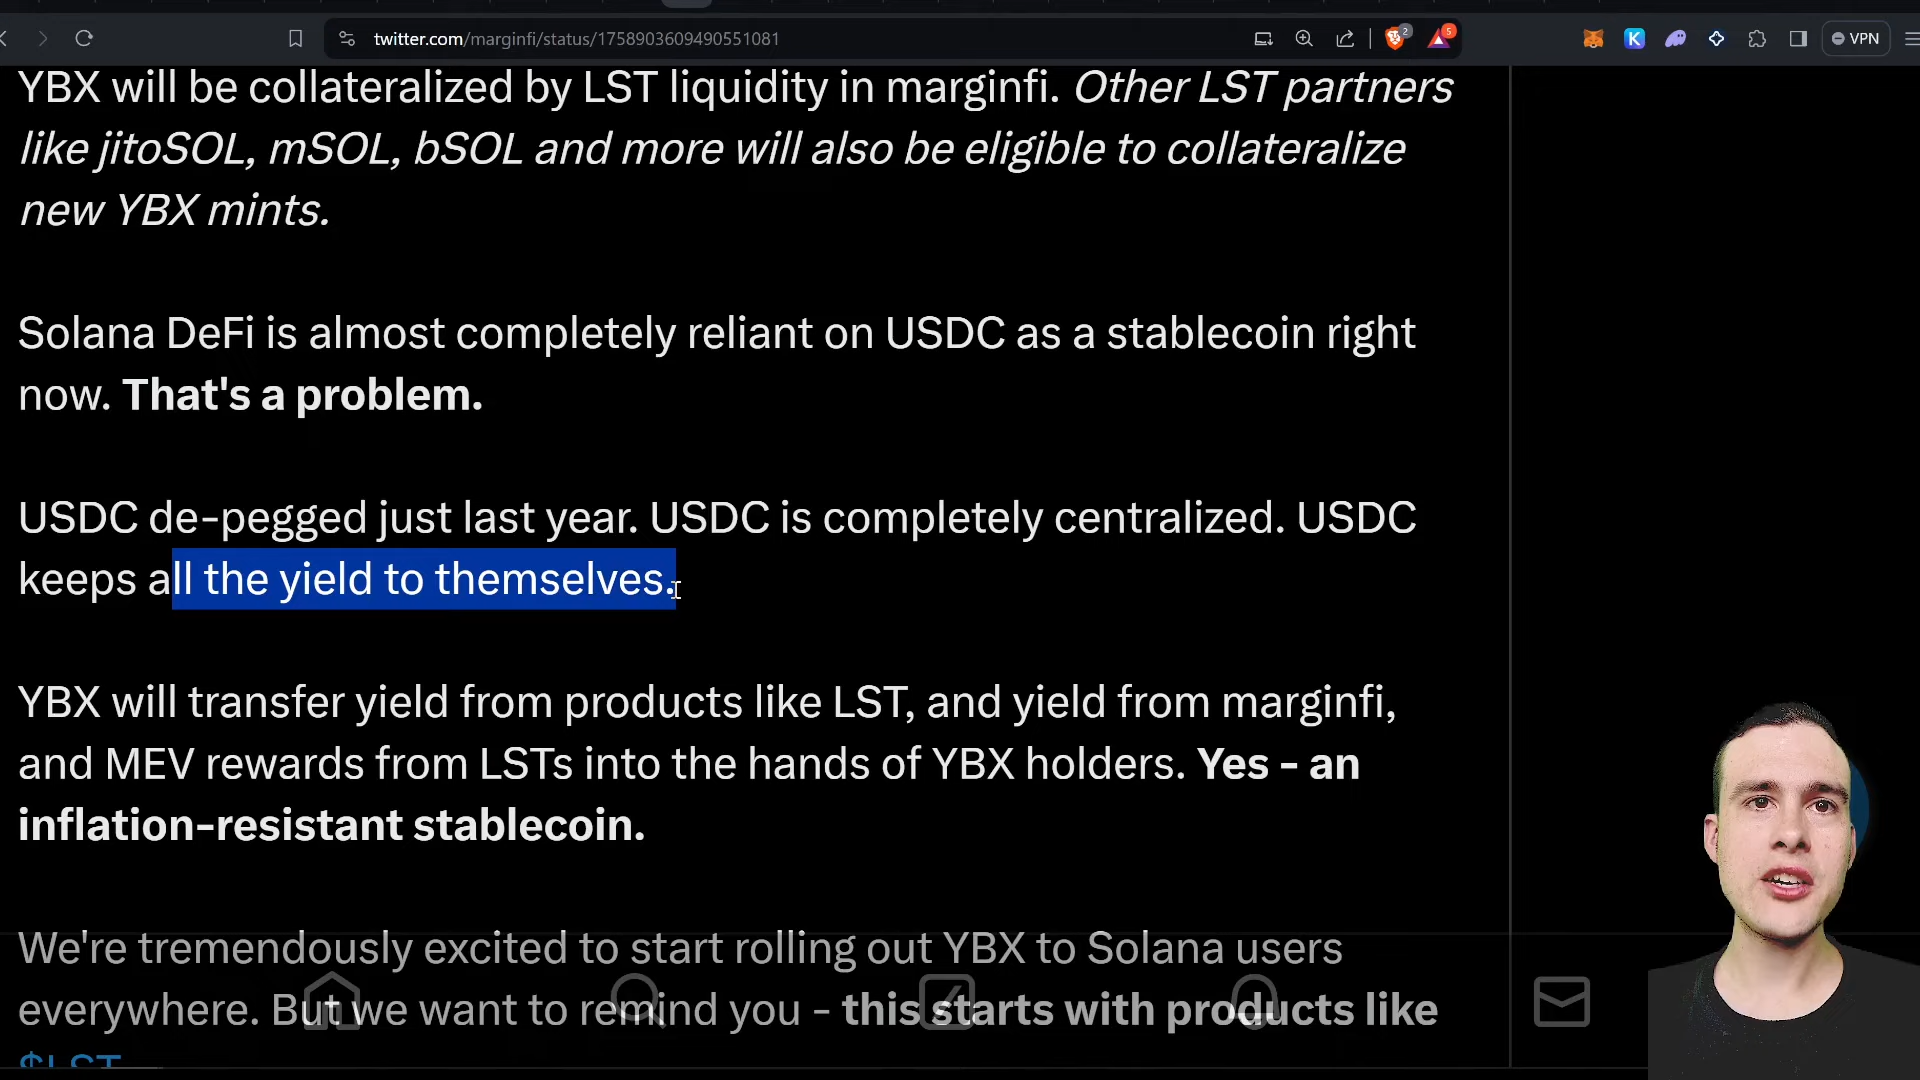 twitter.com/marginfi/status/1758903609490551081
2
5
K
VPN
YBX will be collateralized by LST liquidity in marginfi. Other LST partners
like jitoSOL, mSOL, bSOL and more will also be eligible to collateralize
new YBX mints.
Solana DeFi is almost completely reliant on USDC as a stablecoin right
now. That's a problem.
USDC de-pegged just last year. USDC is completely centralized. USDC
keeps all the yield to themselves.
YBX will transfer yield from products like LST, and yield from marginfi,
and MEV rewards from LSTs into the hands of YBX holders. Yes - an
inflation-resistant stablecoin.
We're tremendously excited to start rolling out YBX to Solana users
everywhere. But we want to remind you - this starts with products like
$LST